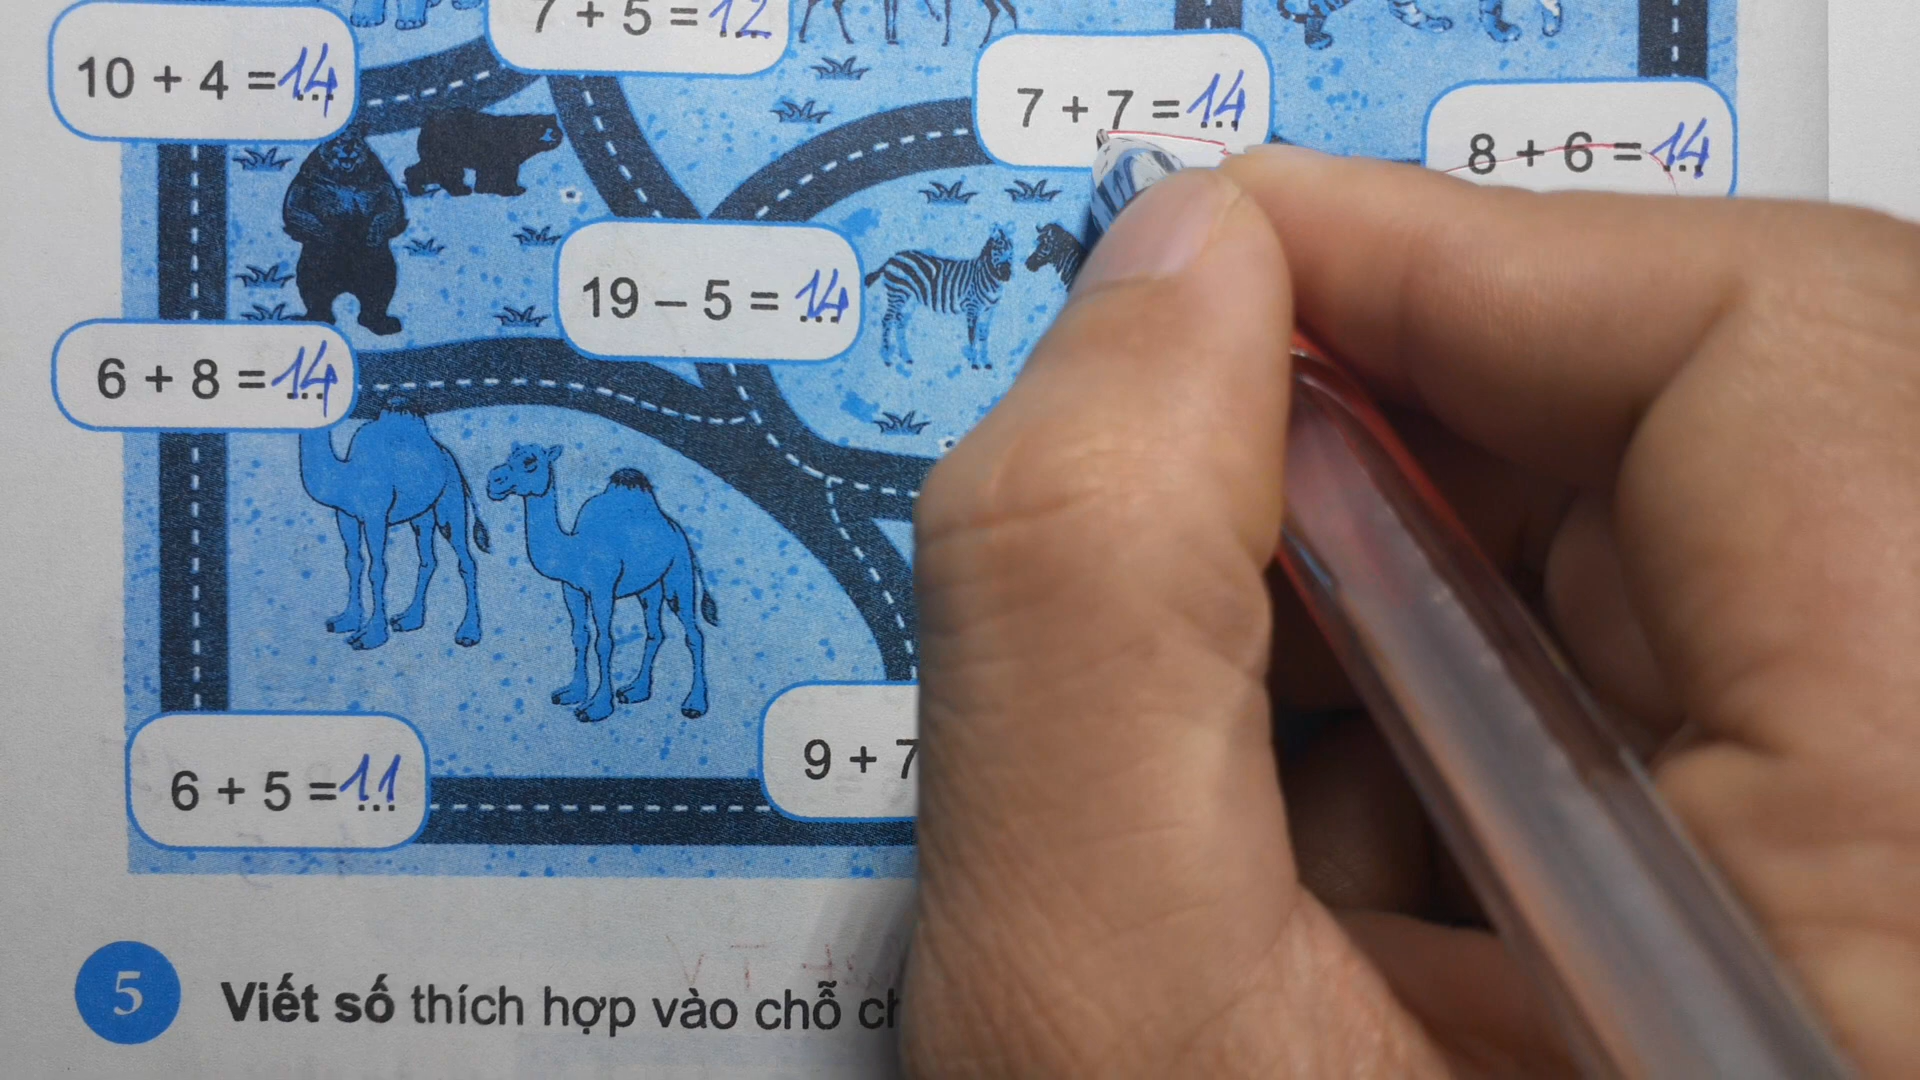 7 + 5 = 12
10 + 4 = 14
7 + 7 = 14
8 + 6 = 14
19 – 5 = 14
6 + 8 = 14
9 + 7
6 + 5 = 11
5 Viết số thích hợp vào chỗ